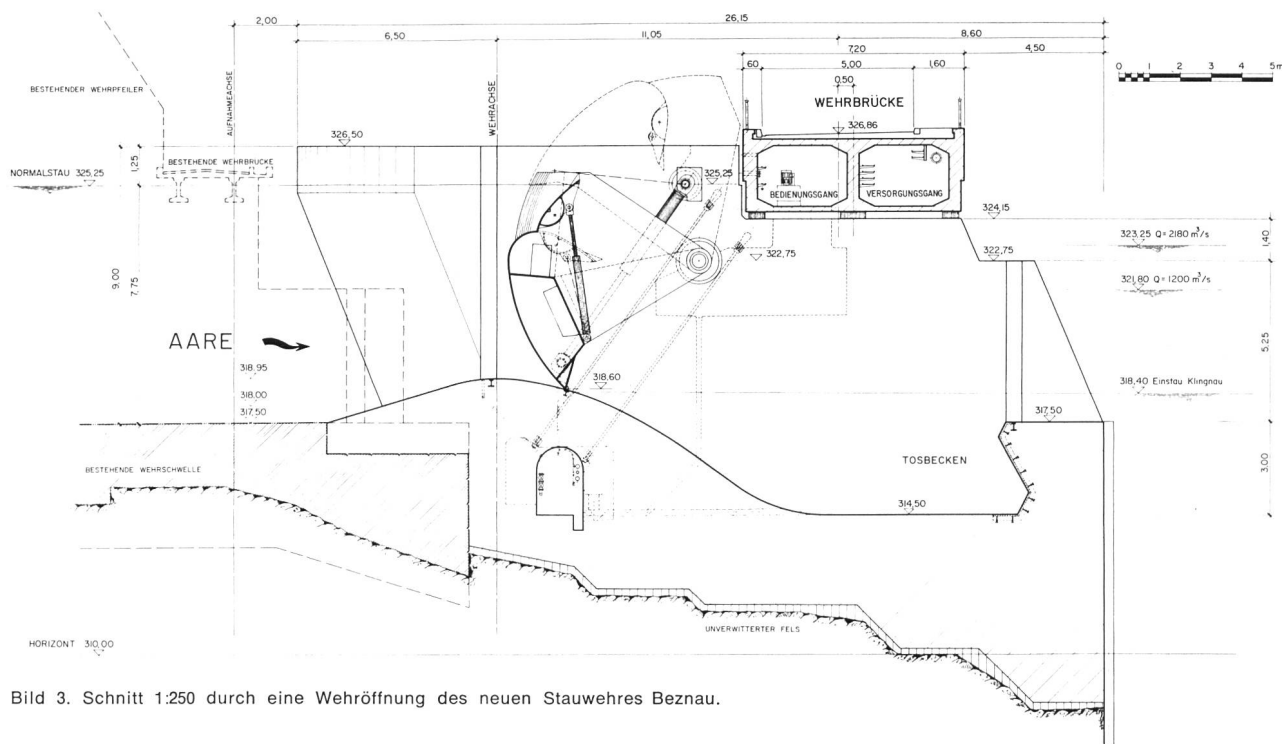 2,00
26,15
6,50
11,05
8,60
7,20
4,50
60
5,00
1,60
0,50
0 1 2 3 4 5m
BESTEHENDER WEHRPFEILER
AUFNAHMEACHSE
WEHRACHSE
WEHRBRÜCKE
326,86
326,50
BESTEHENDE WEHRBRÜCKE
1,25
NORMALSTAU 325,25
325,25
BEDIENUNGSGANG
VERSORGUNGSGANG
324,15
323,25 Q = 2180 m³/s
1,40
322,75
322,75
321,80 Q = 1200 m³/s
9,00
7,75
AARE
5,25
318,95
318,60
318,40 Einstau Klingnau
318,00
317,50
317,50
BESTEHENDE WEHRSCHWELLE
TOSBECKEN
3,00
314,50
UNVERWITTERTER FELS
HORIZONT 310,00
Bild 3. Schnitt 1:250 durch eine Wehröffnung des neuen Stauwehres Beznau.